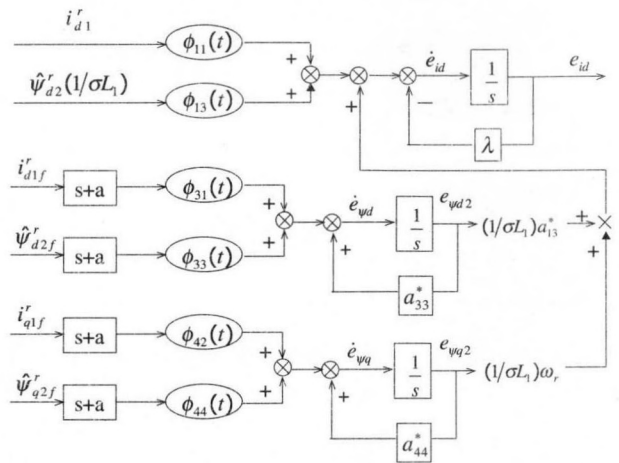 i^r_{d1}
ϕ_{11}(t)
+
+
ė_{id}
1/s
e_{id}
ψ̂^r_{d2}(1/σL_1)
ϕ_{13}(t)
+
−
λ
i^r_{d1f}
s+a
ϕ_{31}(t)
+
+
ė_{ψd}
1/s
e_{ψd2}
(1/σL_1)a^*_{13}
+
+
ψ̂^r_{d2f}
s+a
ϕ_{33}(t)
+
a^*_{33}
i^r_{q1f}
s+a
ϕ_{42}(t)
+
+
ė_{ψq}
1/s
e_{ψq2}
(1/σL_1)ω_r
ψ̂^r_{q2f}
s+a
ϕ_{44}(t)
+
a^*_{44}